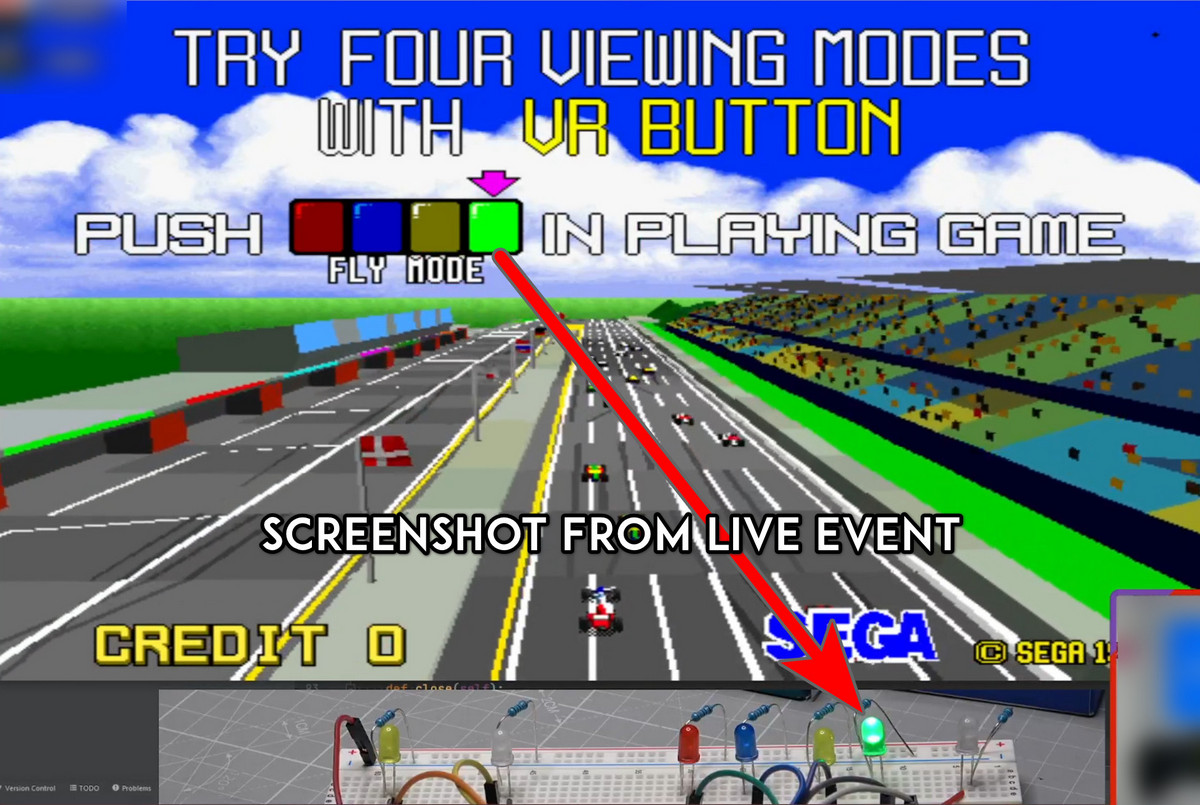 TRY FOUR VIEWING MODES
WITH VR BUTTON
PUSH IN PLAYING GAME
FLY MODE
SCREENSHOT FROM LIVE EVENT
CREDIT 0
SEGA
© SEGA
def close(self):
Version Control
TODO
Problems